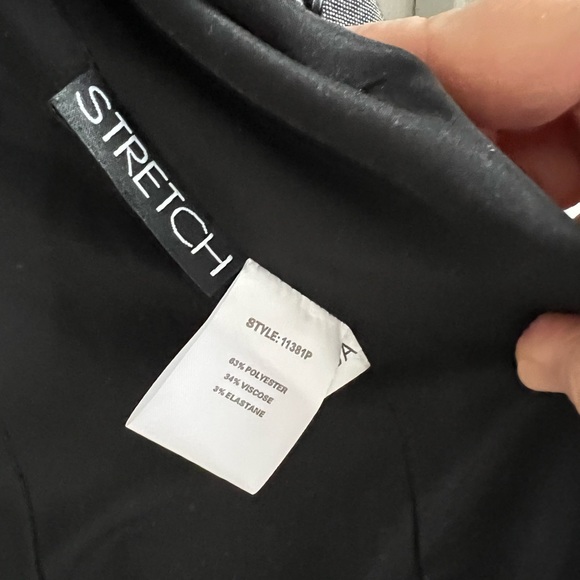 STRETCH
STYLE: 11381P
63% POLYESTER
34% VISCOSE
3% ELASTANE